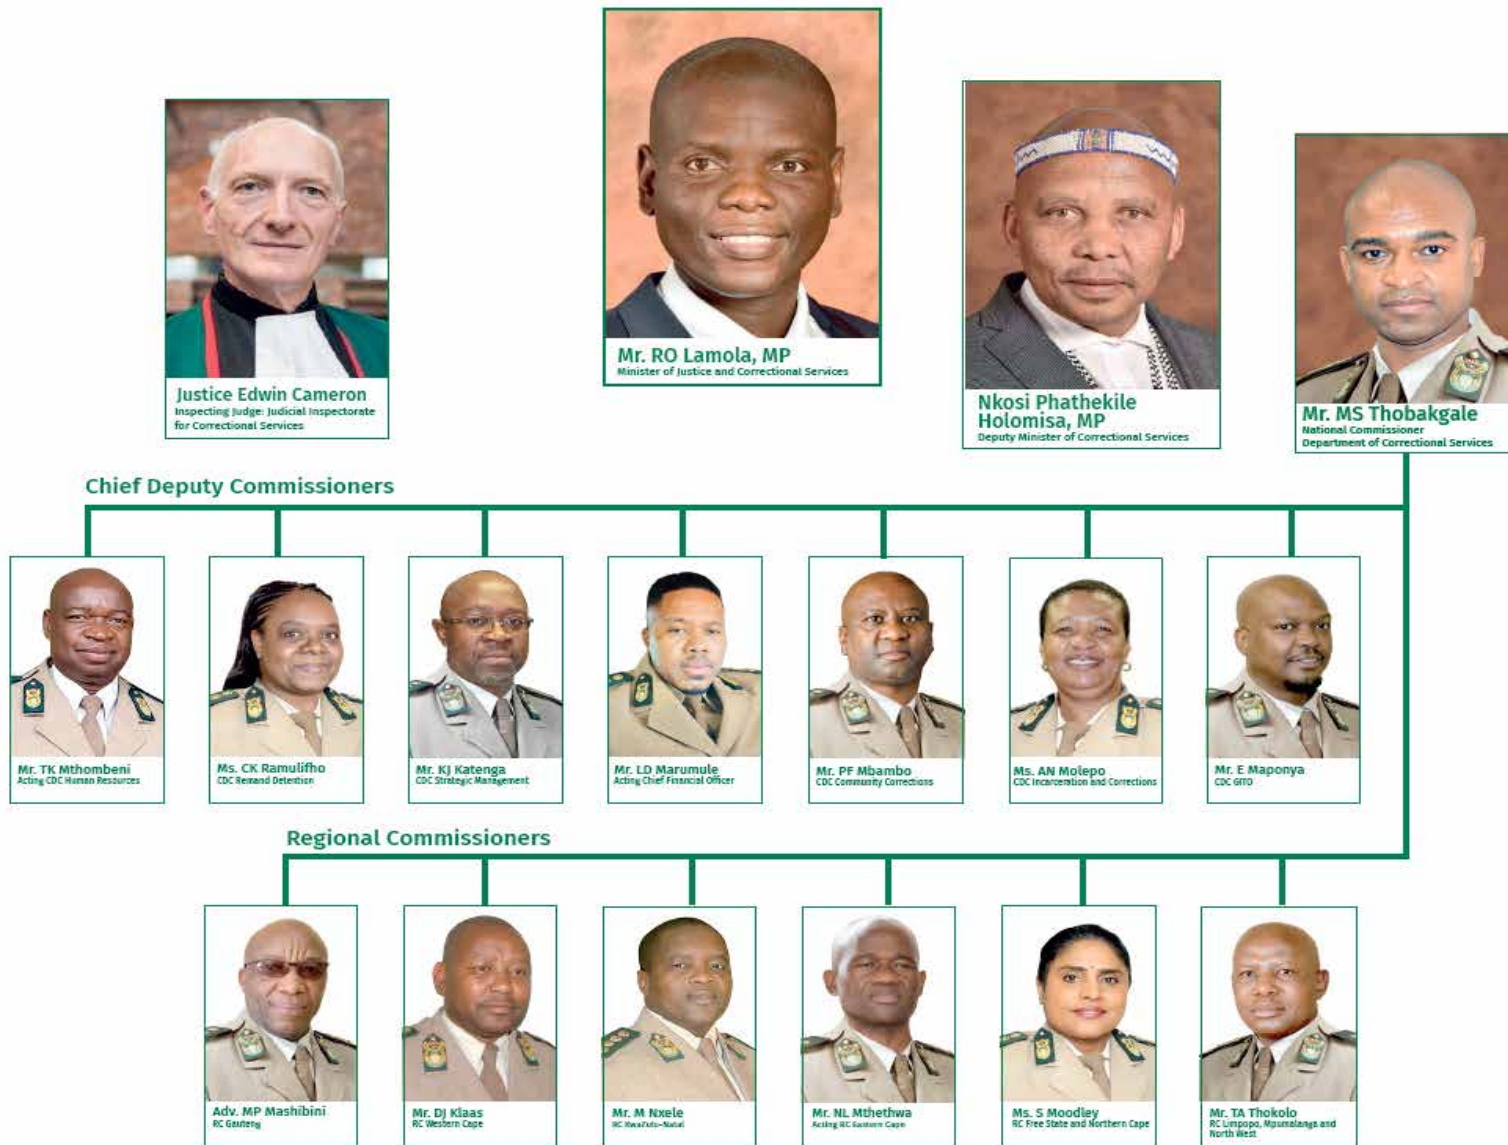 Justice Edwin Cameron
Inspecting Judge: Judicial Inspectorate
for Correctional Services
Mr. RO Lamola, MP
Minister of Justice and Correctional Services
Nkosi Phathekile
Holomisa, MP
Deputy Minister of Correctional Services
Mr. MS Thobakgale
National Commissioner
Department of Correctional Services
Chief Deputy Commissioners
Mr. TK Mthombeni
Acting CDC Human Resources
Ms. CK Ramulifho
CDC Remand Detention
Mr. KJ Katenga
CDC Strategic Management
Mr. LD Marumule
Acting Chief Financial Officer
Mr. PF Mbambo
CDC Community Corrections
Ms. AN Molepo
CDC Incarceration and Corrections
Mr. E Maponya
CDC GITO
Regional Commissioners
Adv. MP Mashibini
RC Gauteng
Mr. DJ Klaas
RC Western Cape
Mr. M Nxele
RC KwaZulu-Natal
Mr. NL Mthethwa
Acting RC Eastern Cape
Ms. S Moodley
RC Free State and Northern Cape
Mr. TA Thokolo
RC Limpopo, Mpumalanga and
North West